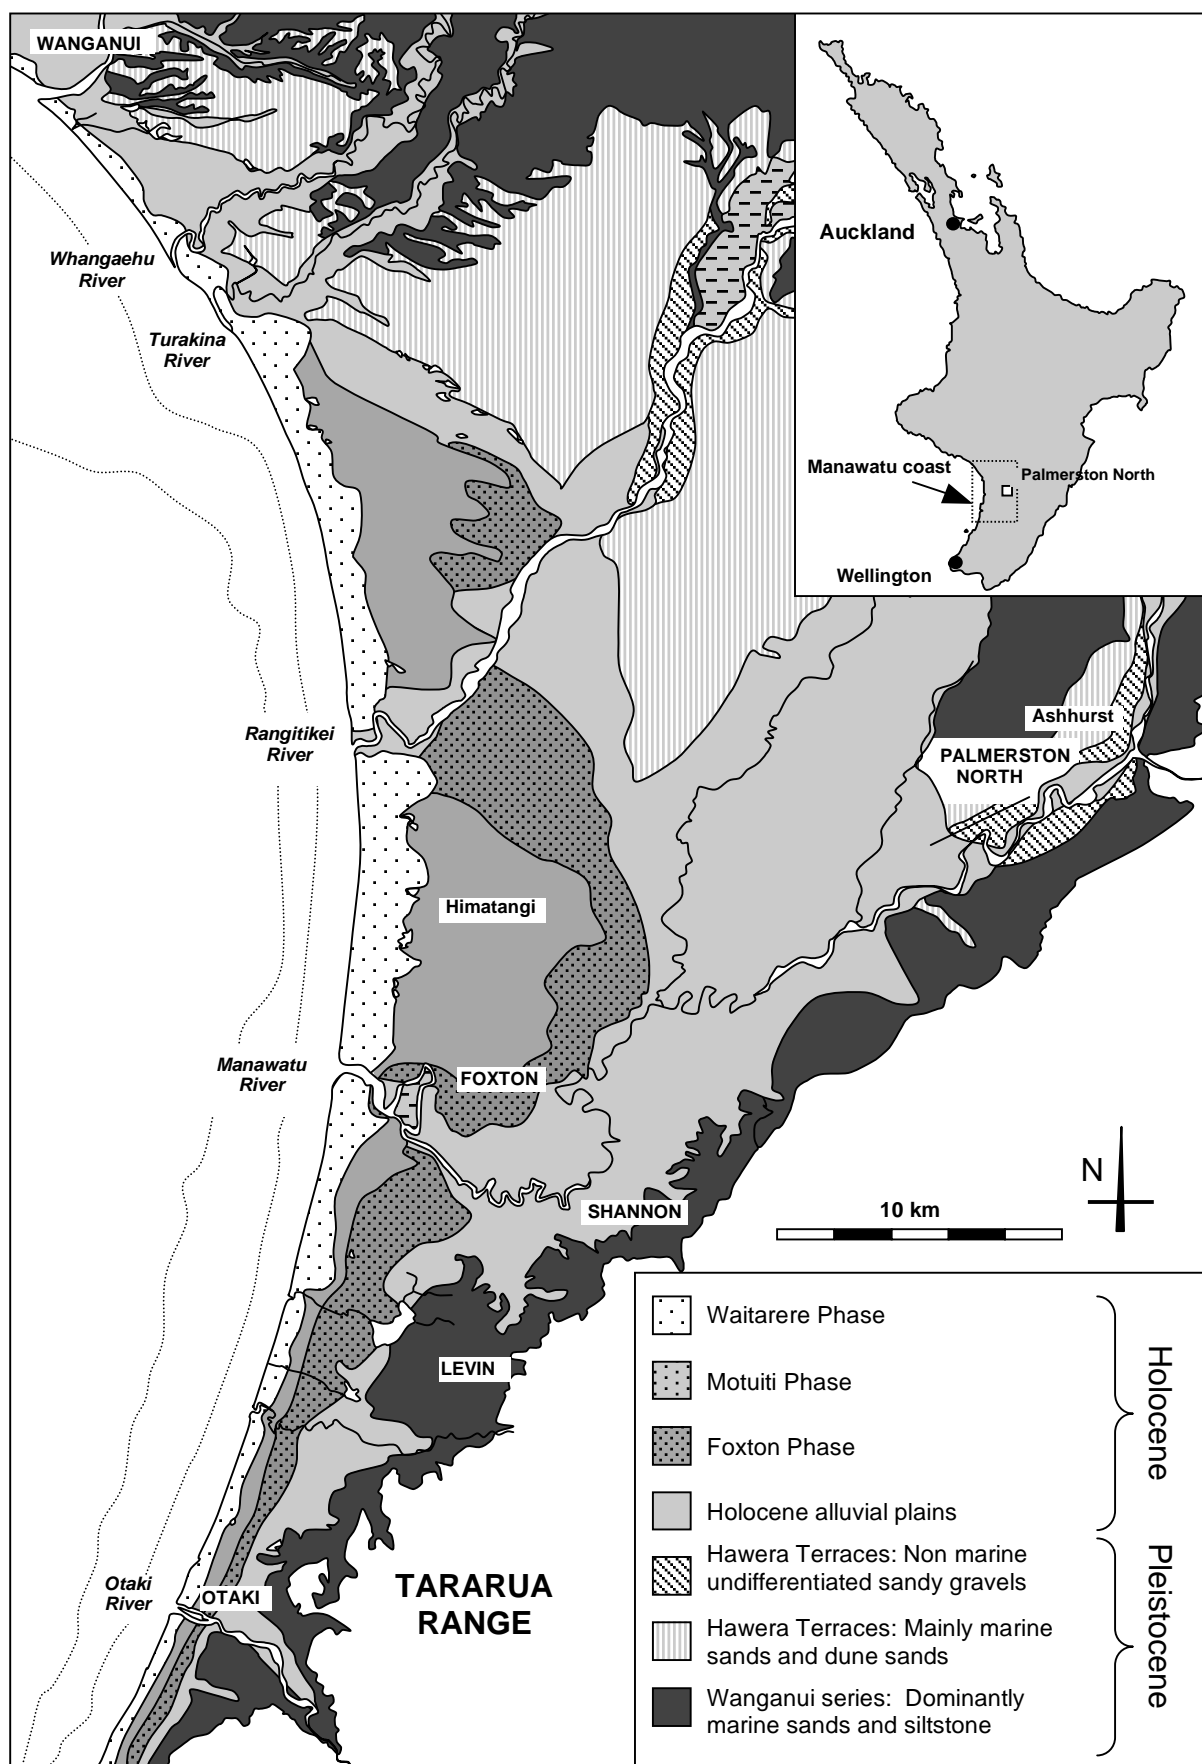 WANGANUI
Whangaehu
River
Turakina
River
Rangitikei
River
Manawatu
River
Otaki
River
Auckland
Manawatu coast
Palmerston North
Wellington
Ashhurst
PALMERSTON
NORTH
Himatangi
FOXTON
SHANNON
LEVIN
OTAKI
TARARUA
RANGE
N
10 km
Waitarere Phase
Motuiti Phase
Foxton Phase
Holocene alluvial plains
Hawera Terraces: Non marine
undifferentiated sandy gravels
Hawera Terraces: Mainly marine
sands and dune sands
Wanganui series: Dominantly
marine sands and siltstone
Holocene
Pleistocene